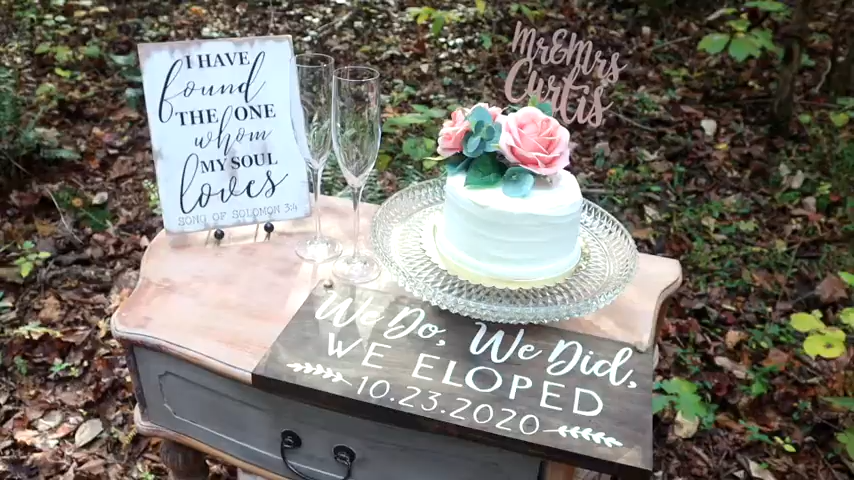 I HAVE
found
THE ONE
whom
MY SOUL
loves
SONG OF SOLOMON 3:4
Mr & Mrs
Curtis
We Do, We Did,
WE ELOPED
10.23.2020